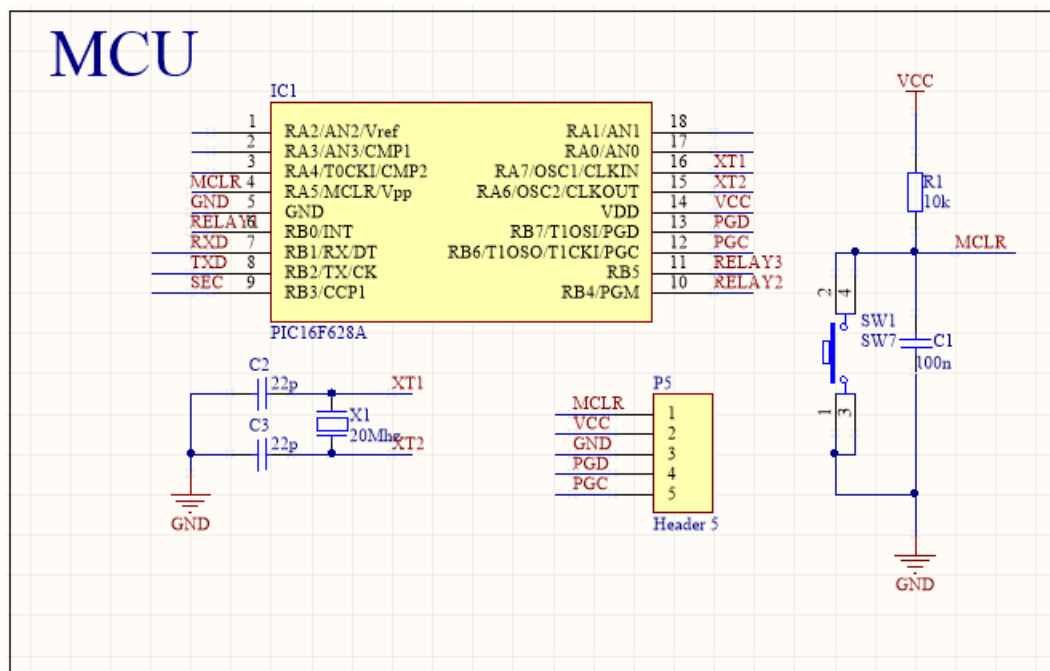 MCU
IC1
1 RA2/AN2/Vref RA1/AN1 18
2 RA3/AN3/CMP1 RA0/AN0 17
3 RA4/T0CKI/CMP2 RA7/OSC1/CLKIN 16 XT1
MCLR 4 RA5/MCLR/Vpp RA6/OSC2/CLKOUT 15 XT2
GND 5 GND VDD 14 VCC
RELAY1 6 RB0/INT RB7/T1OSI/PGD 13 PGD
RXD 7 RB1/RX/DT RB6/T1OSO/T1CKI/PGC 12 PGC
TXD 8 RB2/TX/CK RB5 11 RELAY3
SEC 9 RB3/CCP1 RB4/PGM 10 RELAY2
PIC16F628A
C2
22p
XT1
X1
20Mhz
C3
22p
XT2
GND
P5
MCLR 1
VCC 2
GND 3
PGD 4
PGC 5
Header 5
VCC
R1
10k
MCLR
2 4
SW1
SW7
C1
100n
1 3
GND